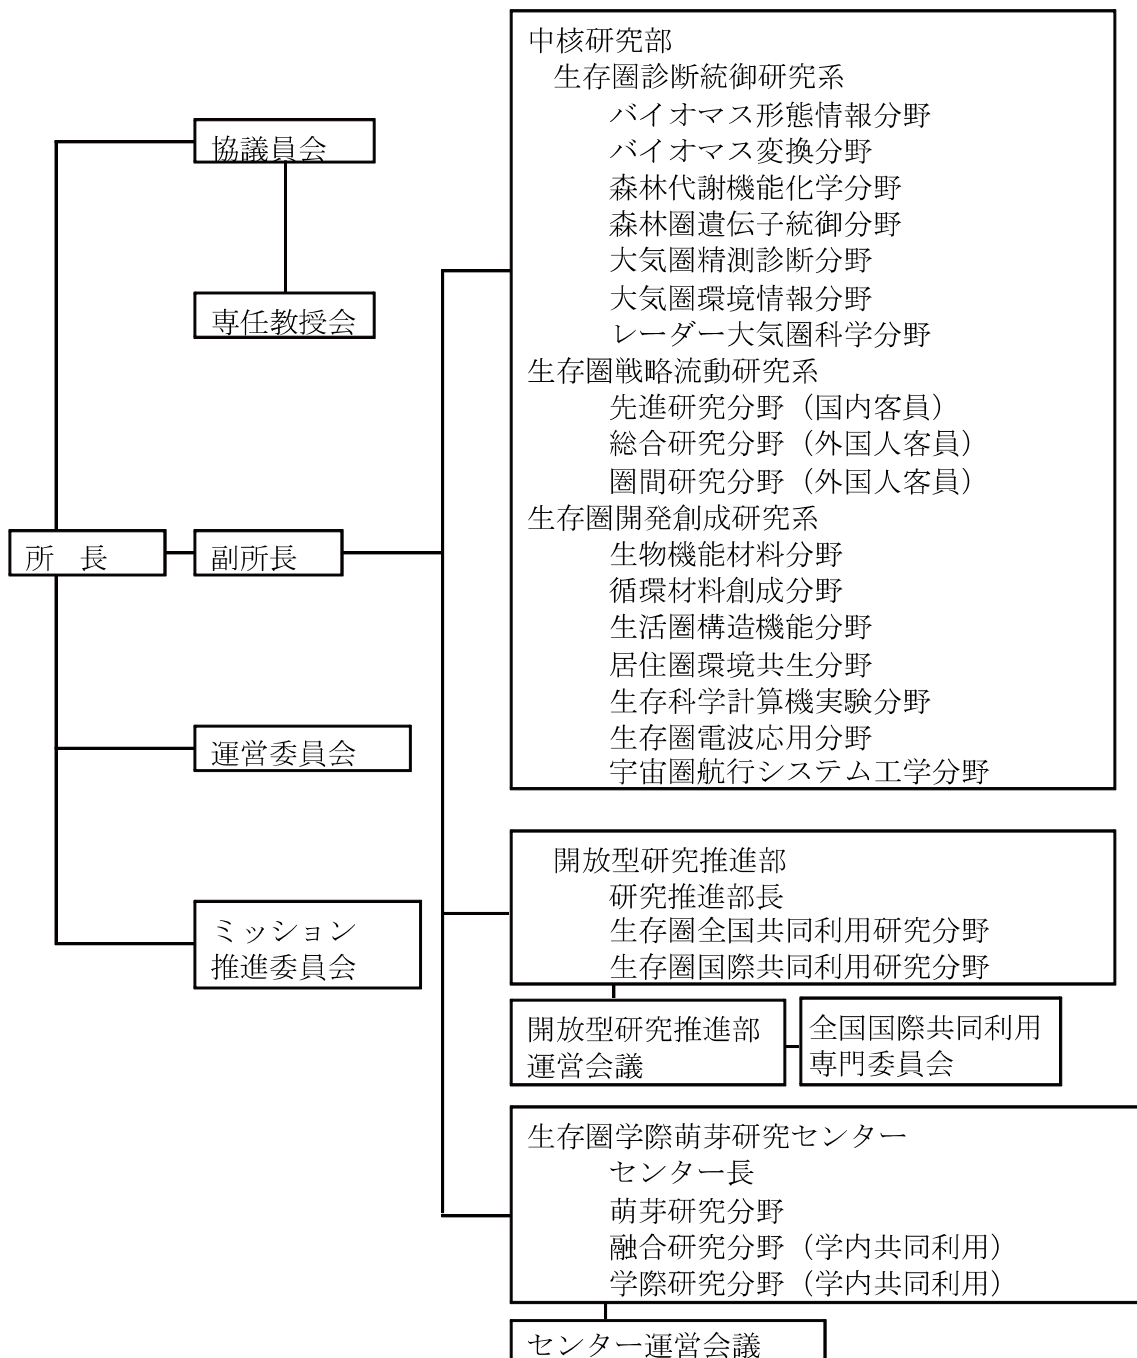 協議員会
専任教授会
所　長
副所長
運営委員会
ミッション
推進委員会
中核研究部
生存圏診断統御研究系
バイオマス形態情報分野
バイオマス変換分野
森林代謝機能化学分野
森林圏遺伝子統御分野
大気圏精測診断分野
大気圏環境情報分野
レーダー大気圏科学分野
生存圏戦略流動研究系
先進研究分野（国内客員）
総合研究分野（外国人客員）
圏間研究分野（外国人客員）
生存圏開発創成研究系
生物機能材料分野
循環材料創成分野
生活圏構造機能分野
居住圏環境共生分野
生存科学計算機実験分野
生存圏電波応用分野
宇宙圏航行システム工学分野
開放型研究推進部
研究推進部長
生存圏全国共同利用研究分野
生存圏国際共同利用研究分野
開放型研究推進部
運営会議
全国国際共同利用
専門委員会
生存圏学際萌芽研究センター
センター長
萌芽研究分野
融合研究分野（学内共同利用）
学際研究分野（学内共同利用）
センター運営会議